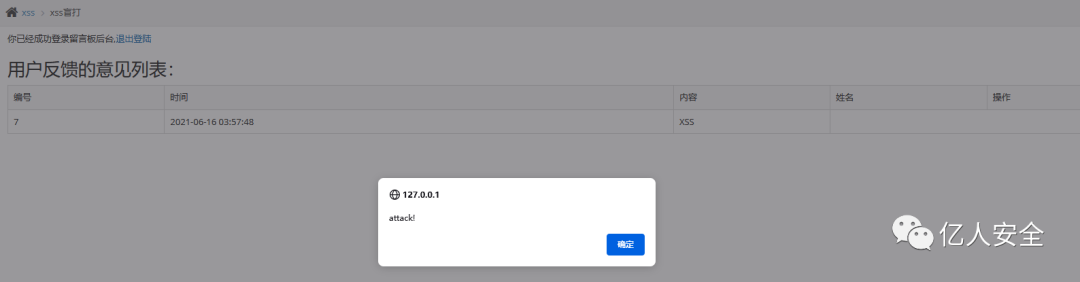 xss > xss盲打
你已经成功登录留言板后台,退出登陆
用户反馈的意见列表：
编号 时间 内容 姓名 操作
7 2021-06-16 03:57:48 XSS
127.0.0.1
attack!
确定
亿人安全